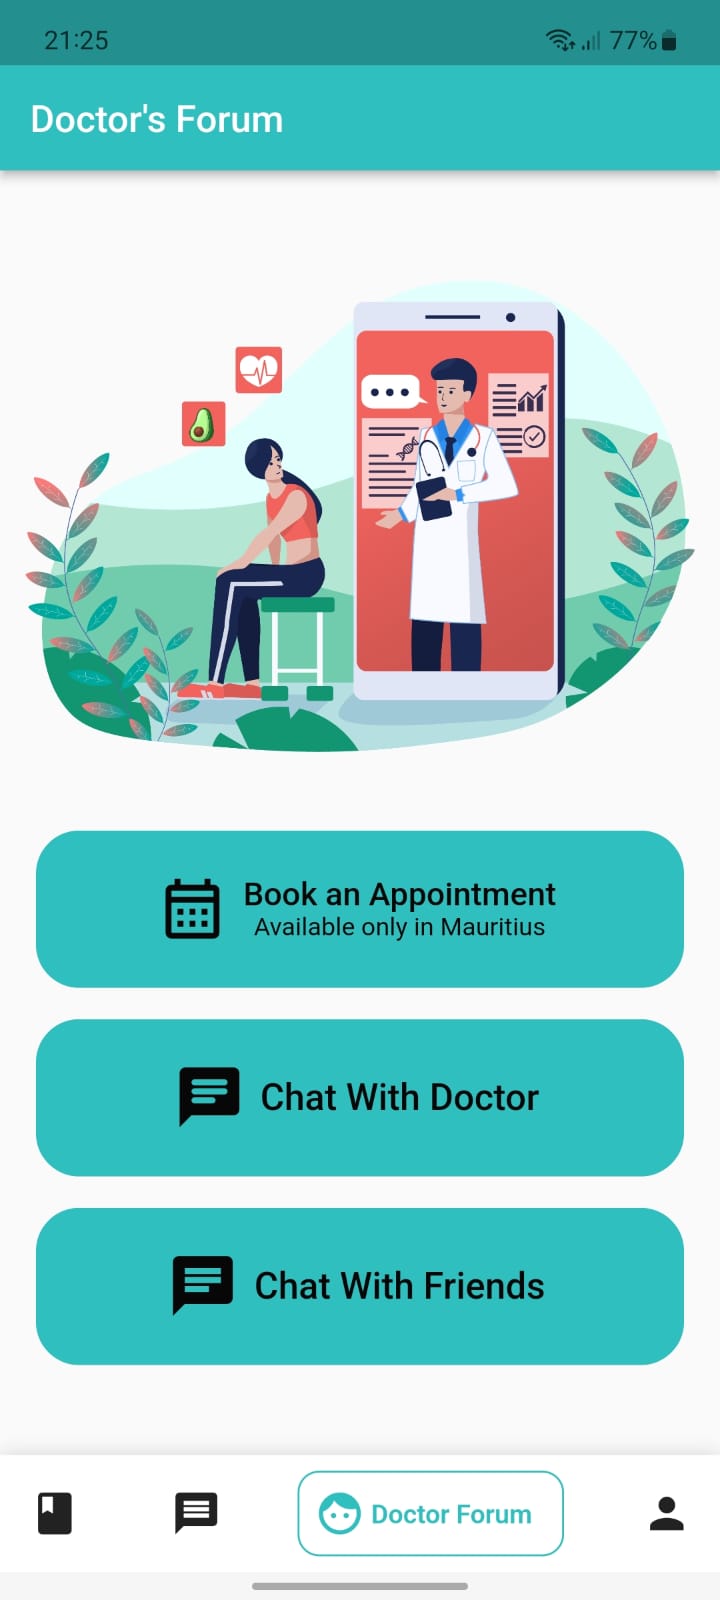 21:25
77%
Doctor's Forum
Book an Appointment
Available only in Mauritius
Chat With Doctor
Chat With Friends
Doctor Forum